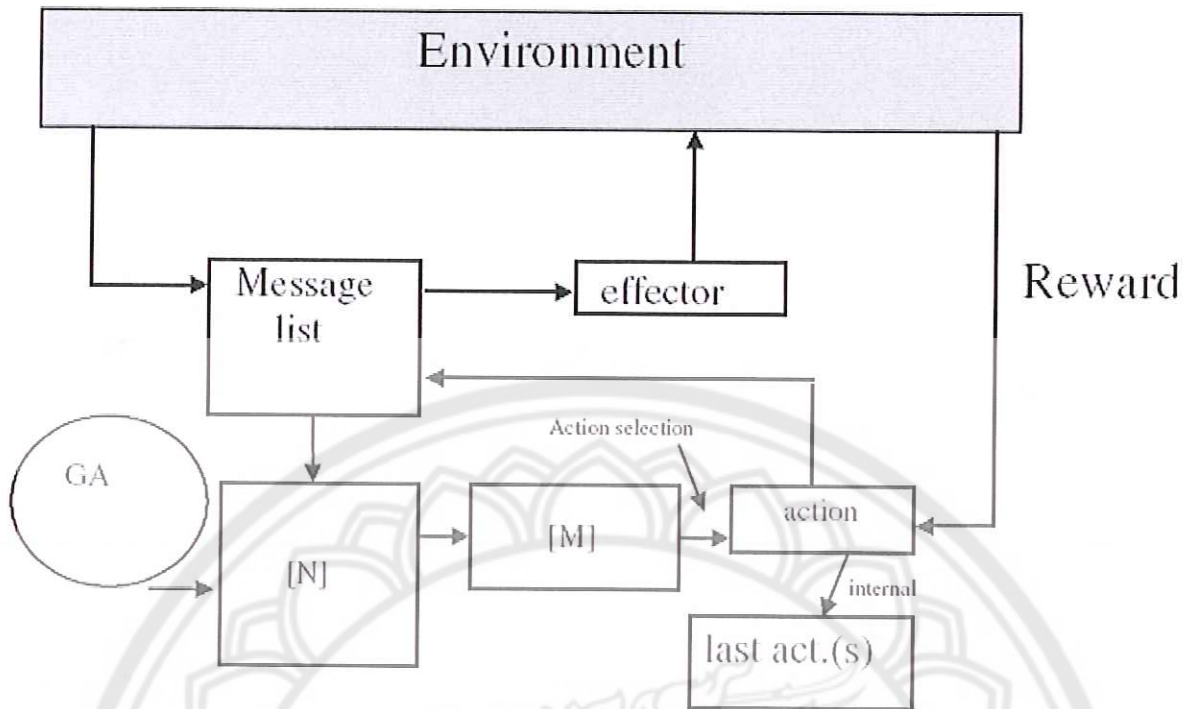 Environment
Message
list
effector
Reward
Action selection
GA
[N]
[M]
action
internal
last act.(s)